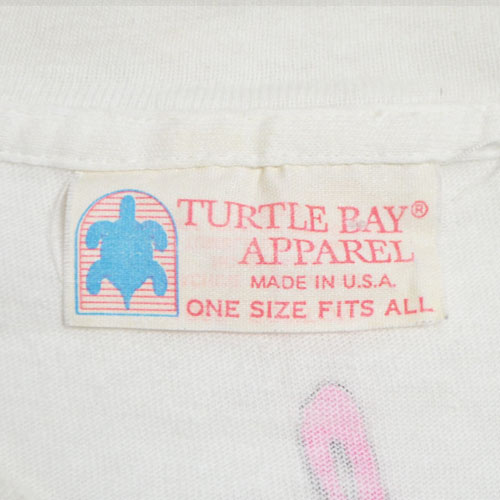 TURTLE BAY®
APPAREL
MADE IN U.S.A.
ONE SIZE FITS ALL